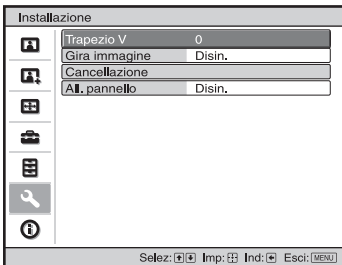 Installazione
Trapezio V 0
Gira immagine Disin.
Cancellazione
All. pannello Disin.
Selez: Imp: Ind: Esci: MENU